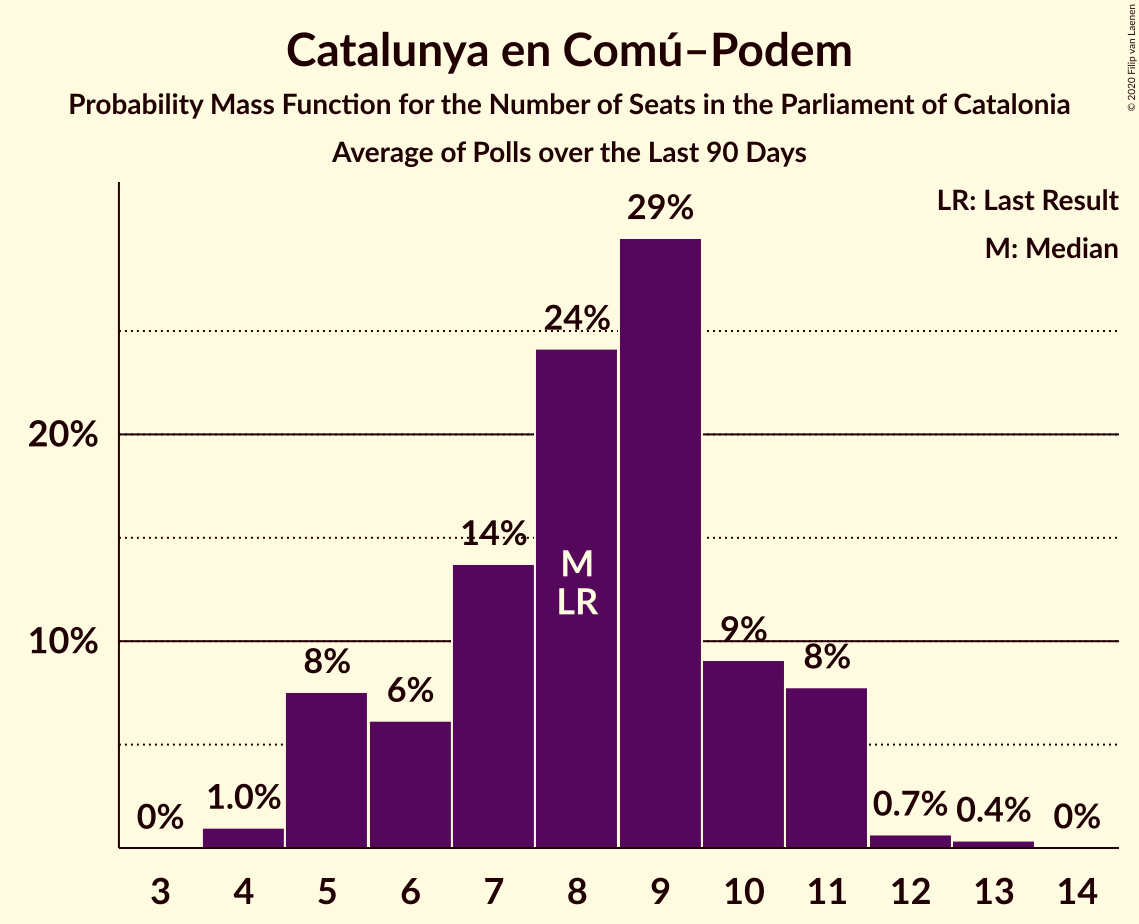 Catalunya en Comú–Podem
Probability Mass Function for the Number of Seats in the Parliament of Catalonia
Average of Polls over the Last 90 Days
© 2020 Filip van Laenen
LR: Last Result
M: Median
29%
24%
20%
14%
M
LR
10%
9%
8%
8%
6%
0%
1.0%
0.7%
0.4%
0%
3 4 5 6 7 8 9 10 11 12 13 14